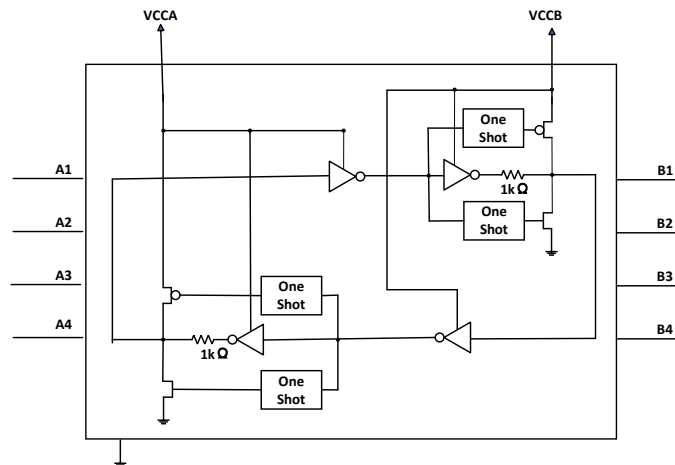 VCCA
VCCB
One
Shot
A1
B1
1k Ω
A2
One
Shot
B2
A3
One
Shot
B3
A4
1k Ω
B4
One
Shot